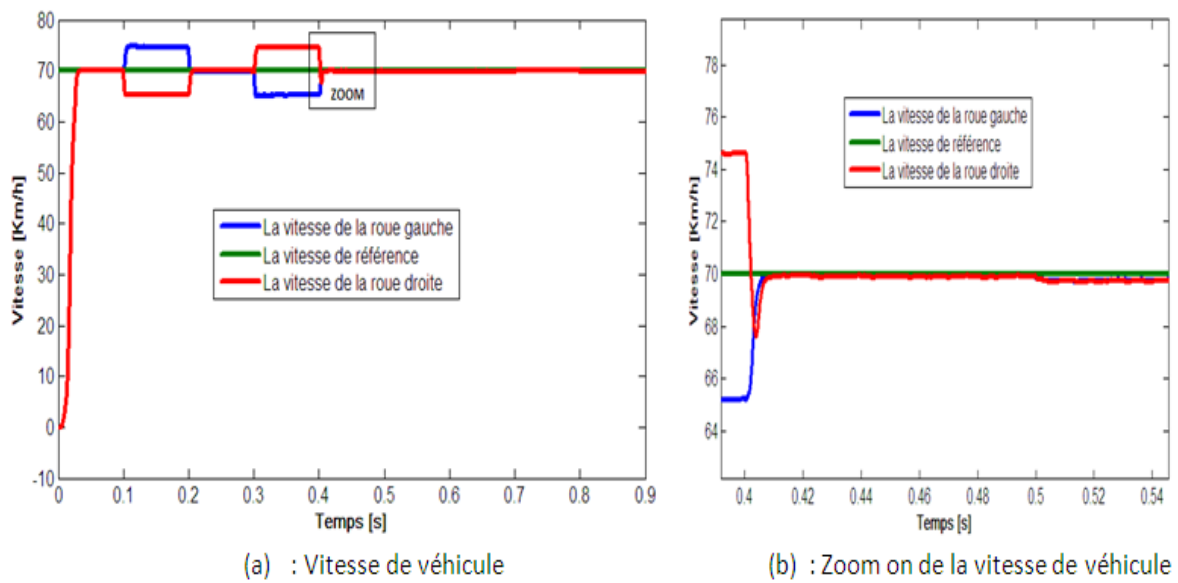 80
70
60
50
40
30
20
10
0
-10
Vitesse [Km/h]
ZOOM
La vitesse de la roue gauche
La vitesse de référence
La vitesse de la roue droite
0 0.1 0.2 0.3 0.4 0.5 0.6 0.7 0.8 0.9
Temps [s]
(a) : Vitesse de véhicule
78
76
74
72
70
68
66
64
Vitesse [Km/h]
La vitesse de la roue gauche
La vitesse de référence
La vitesse de la roue droite
0.4 0.42 0.44 0.46 0.48 0.5 0.52 0.54
Temps [s]
(b) : Zoom on de la vitesse de véhicule